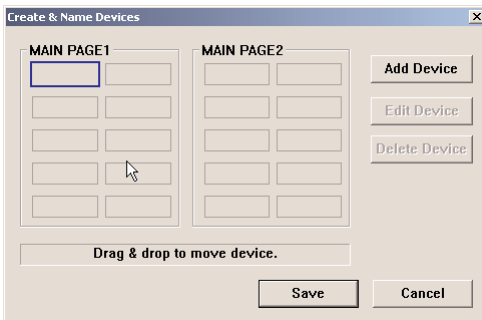 Create & Name Devices
MAIN PAGE1
MAIN PAGE2
Add Device
Edit Device
Delete Device
Drag & drop to move device.
Save
Cancel